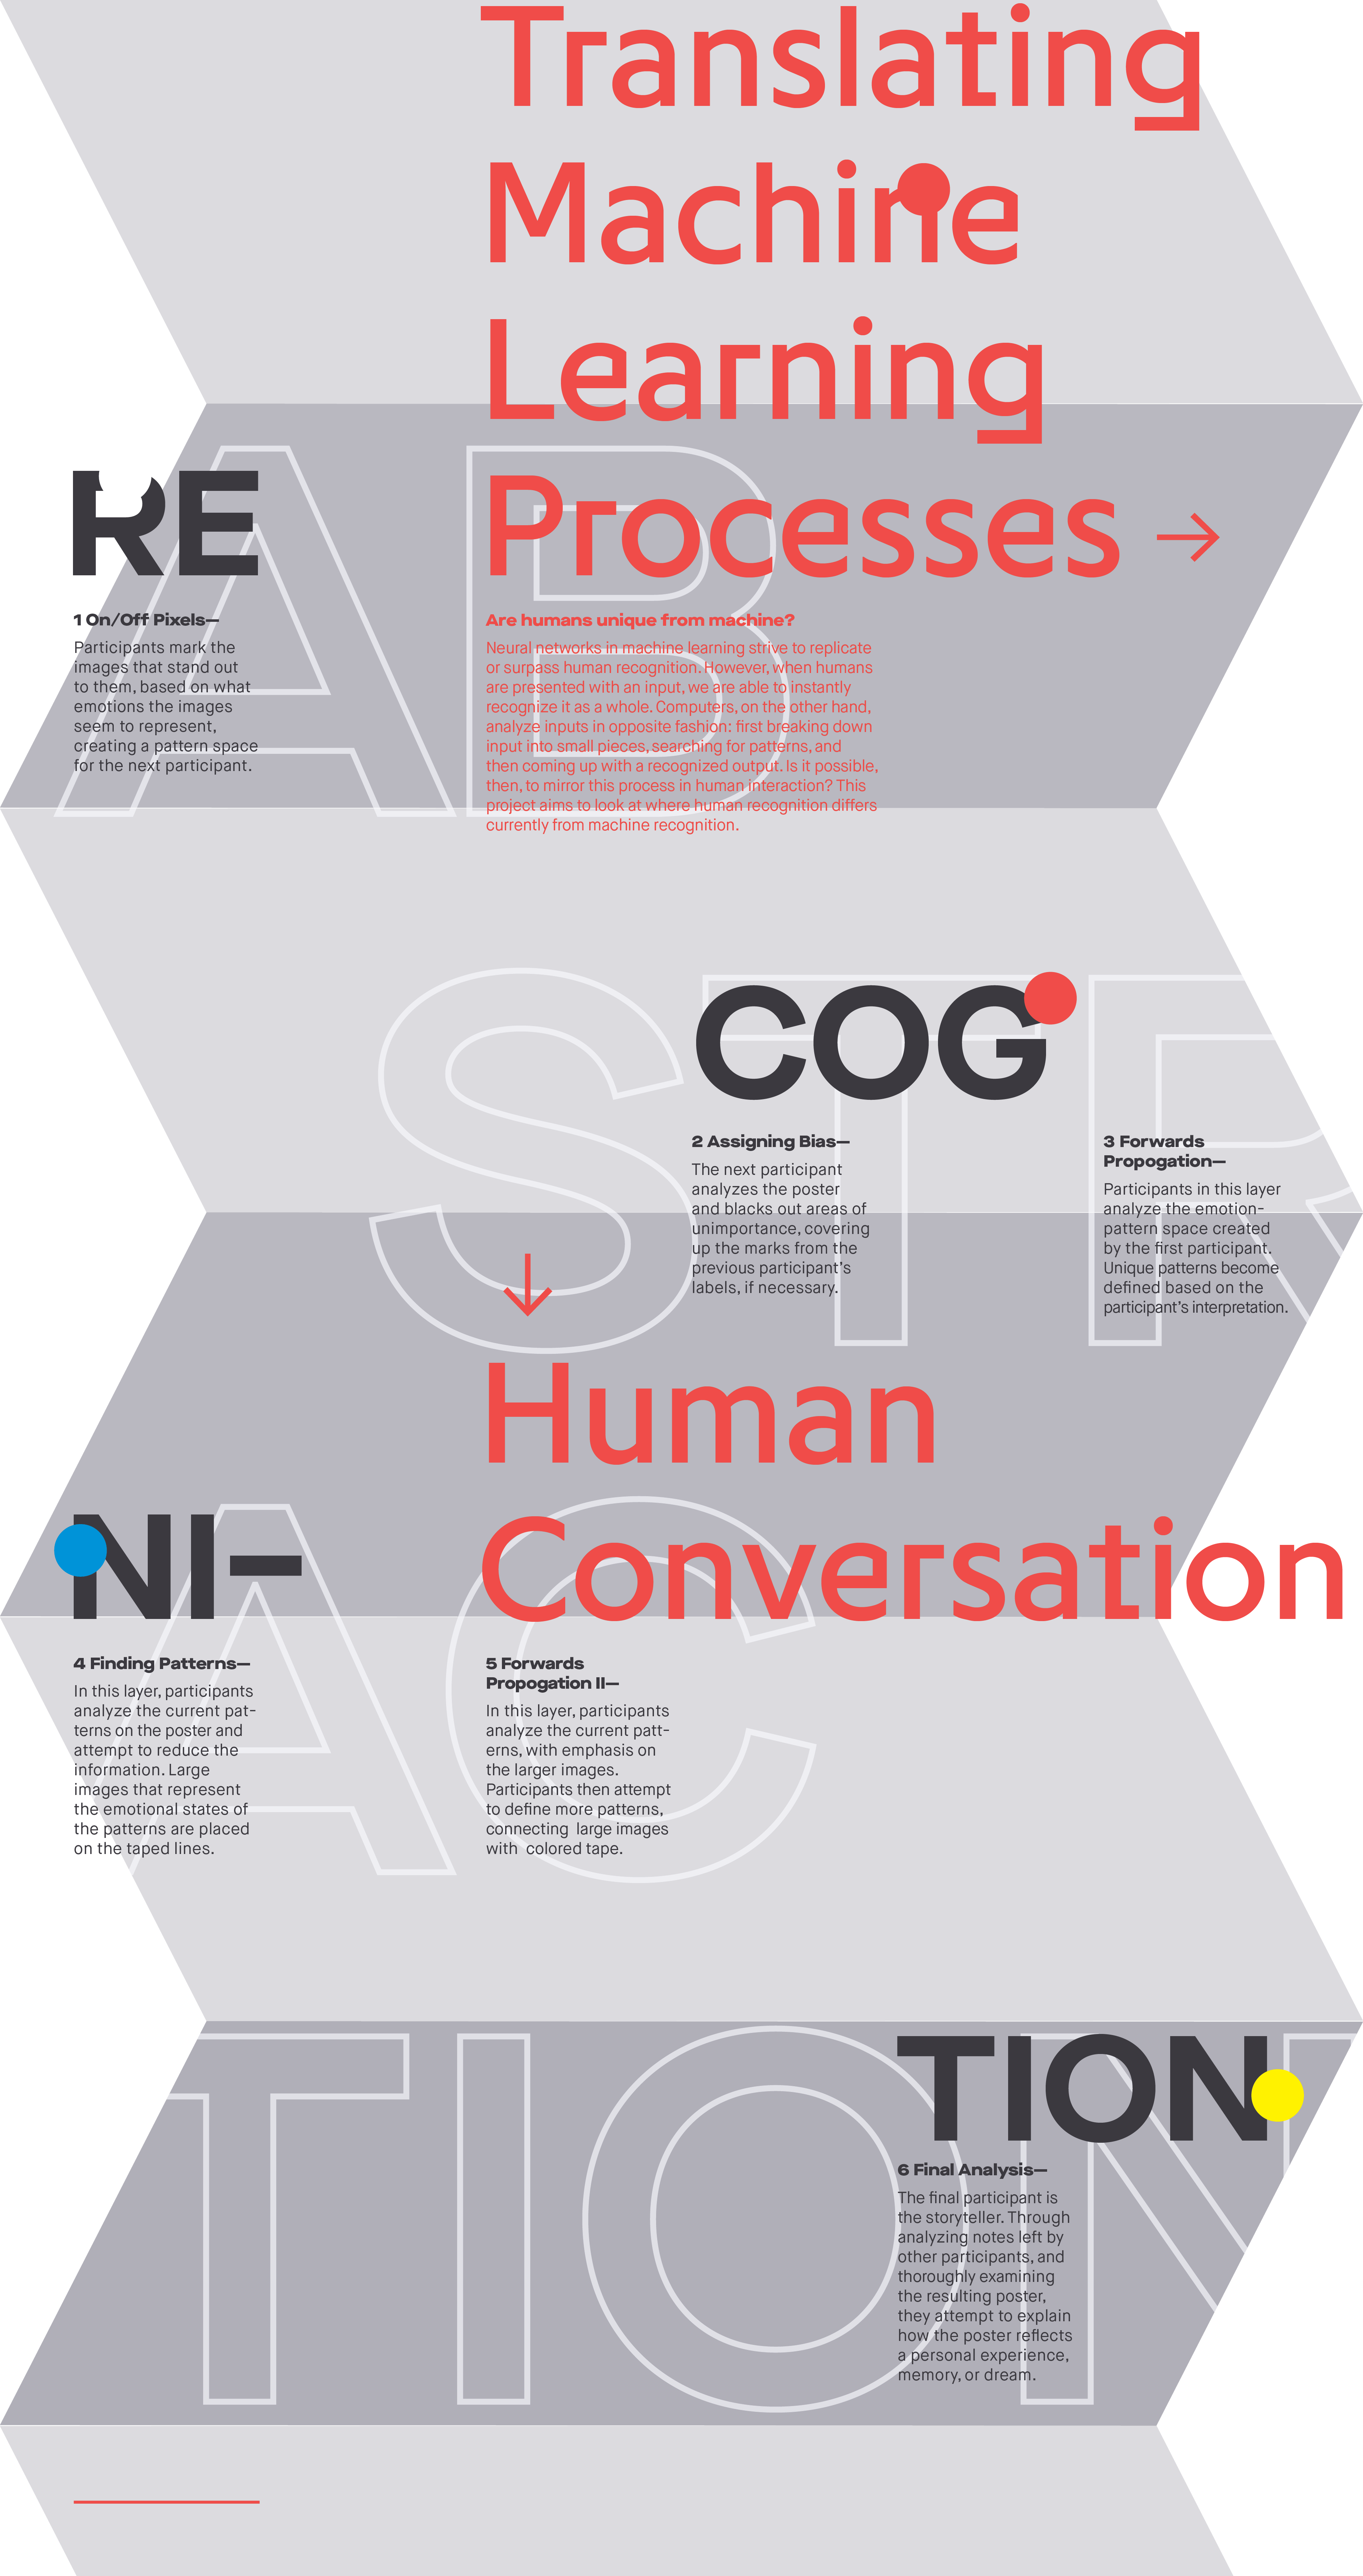 Translating
Machine
Learning
Processes →
RE
1 On/Off Pixels—
Participants mark the
images that stand out
to them, based on what
emotions the images
seem to represent,
creating a pattern space
for the next participant.
Are humans unique from machine?
Neural networks in machine learning strive to replicate
or surpass human recognition. However, when humans
are presented with an input, we are able to instantly
recognize it as a whole. Computers, on the other hand,
analyze inputs in opposite fashion: first breaking down
input into small pieces, searching for patterns, and
then coming up with a recognized output. Is it possible,
then, to mirror this process in human interaction? This
project aims to look at where human recognition differs
currently from machine recognition.
AB
COG
2 Assigning Bias—
The next participant
analyzes the poster
and blacks out areas of
unimportance, covering
up the marks from the
previous participant's
labels, if necessary.
3 Forwards
Propogation—
Participants in this layer
analyze the emotion-
pattern space created
by the first participant.
Unique patterns become
defined based on the
participant's interpretation.
STR
↓
Human
Conversation
NI—
4 Finding Patterns—
In this layer, participants
analyze the current pat-
terns on the poster and
attempt to reduce the
information. Large
images that represent
the emotional states of
the patterns are placed
on the taped lines.
5 Forwards
Propogation II—
In this layer, participants
analyze the current patt-
erns, with emphasis on
the larger images.
Participants then attempt
to define more patterns,
connecting  large images
with  colored tape.
AC
TION
6 Final Analysis—
The final participant is
the storyteller. Through
analyzing notes left by
other participants, and
thoroughly examining
the resulting poster,
they attempt to explain
how the poster reflects
a personal experience,
memory, or dream.
TION